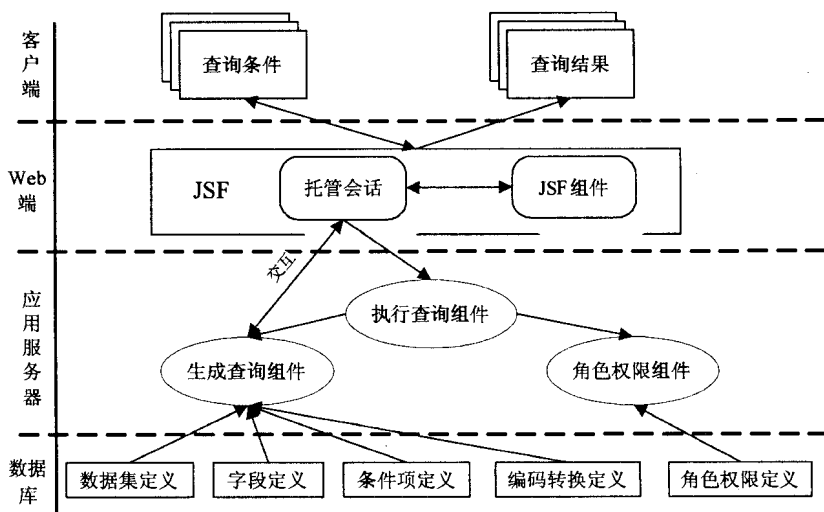 客户端
查询条件
查询结果
Web端
JSF
托管会话
JSF组件
交互
应用服务器
执行查询组件
生成查询组件
角色权限组件
数据库
数据集定义
字段定义
条件项定义
编码转换定义
角色权限定义